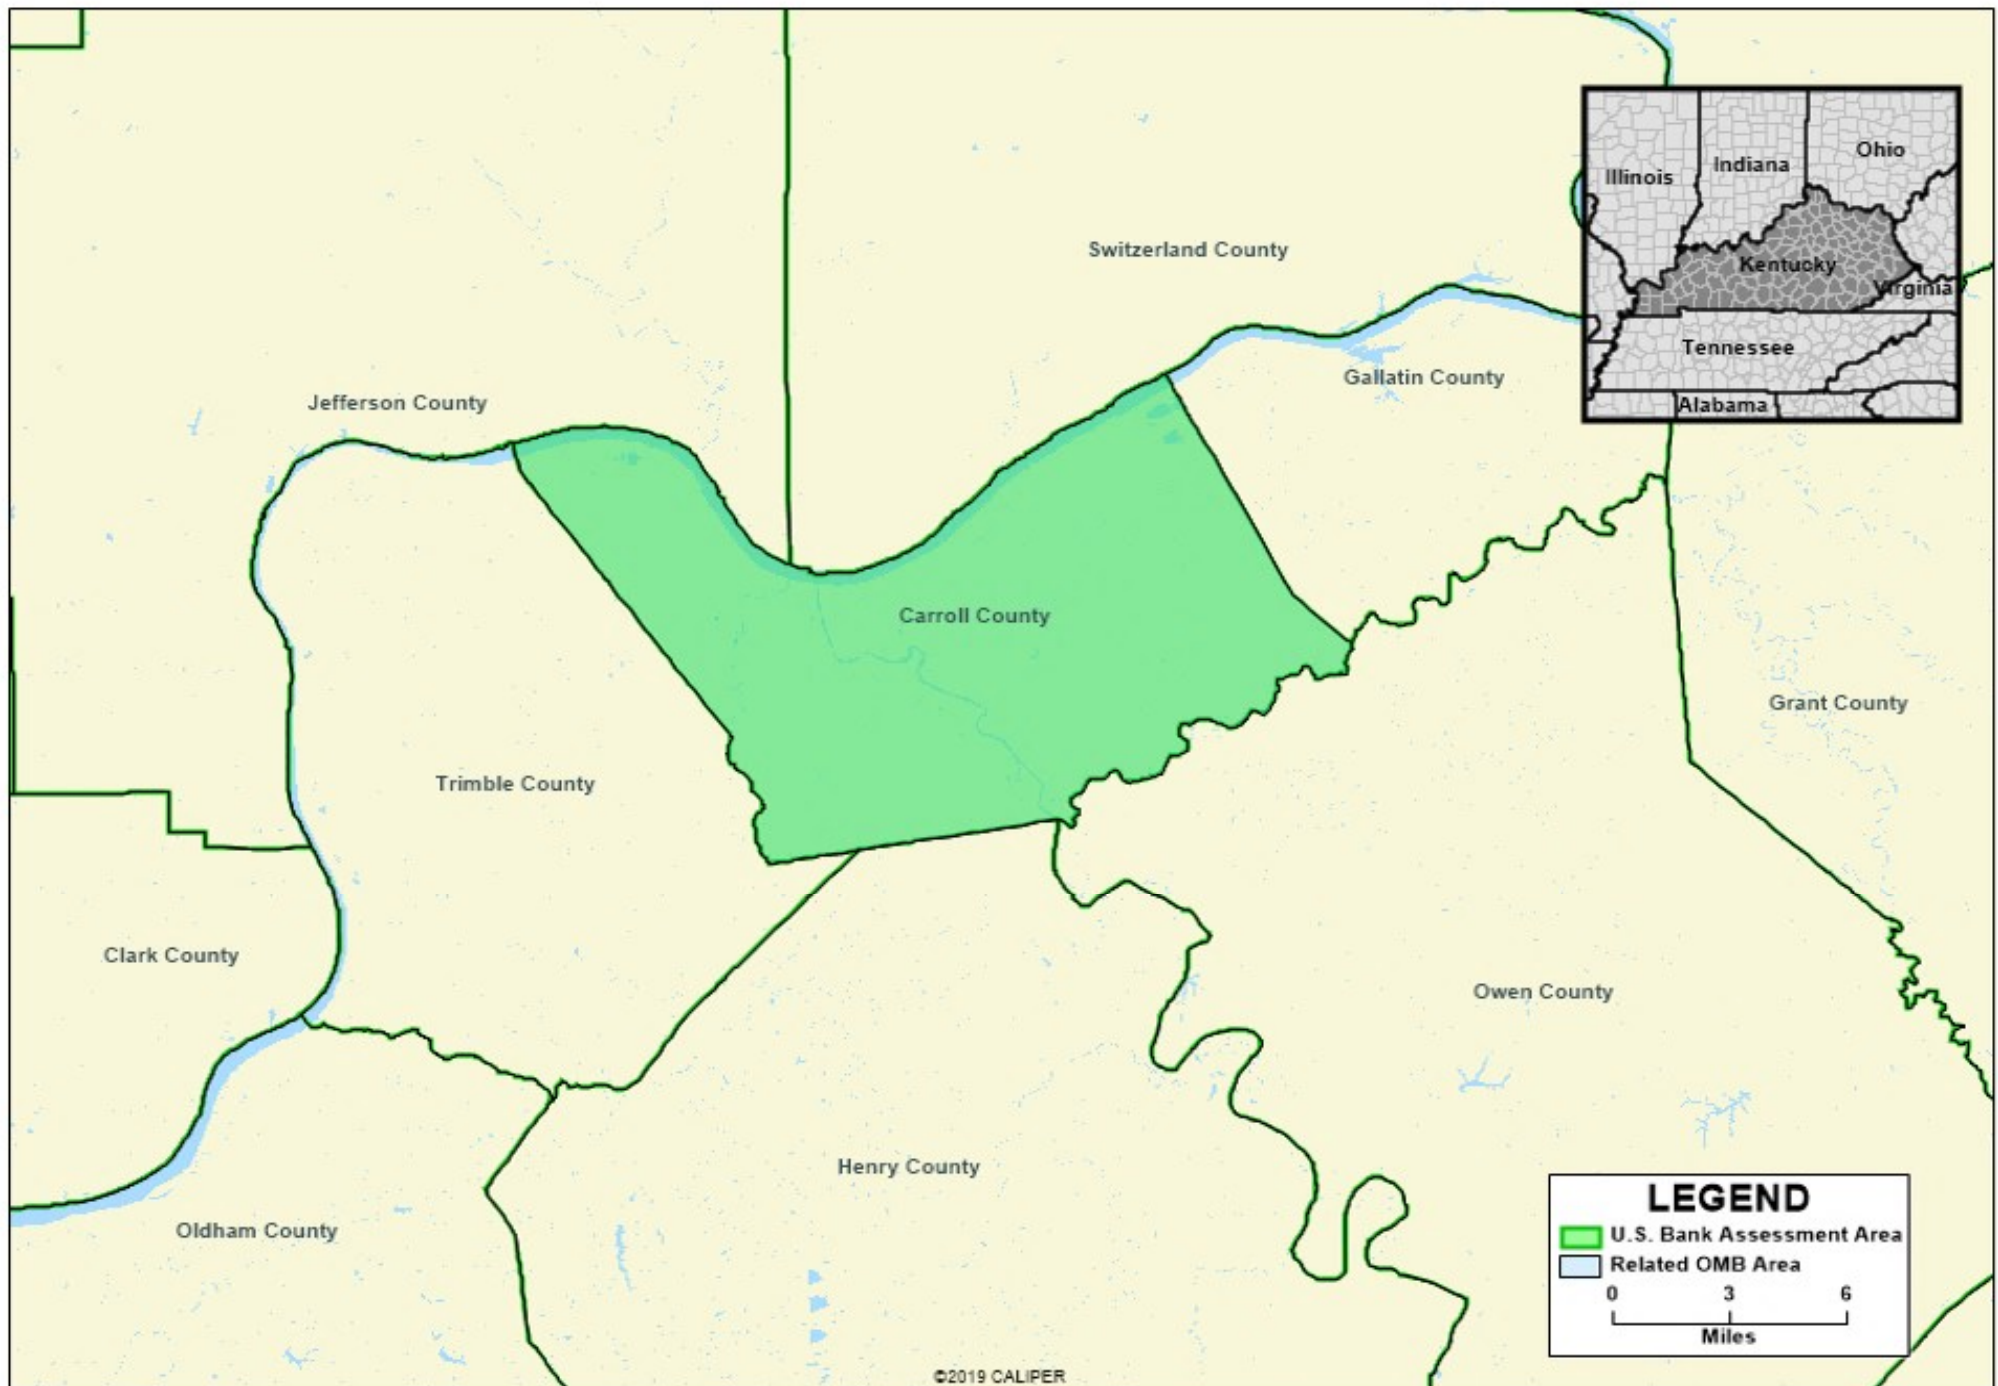 Ohio
Indiana
Illinois
Switzerland County
Kentucky
Virginia
Tennessee
Gallatin County
Jefferson County
Alabama
Carroll County
Grant County
Trimble County
Clark County
Owen County
Henry County
Oldham County
LEGEND
U.S. Bank Assessment Area
Related OMB Area
0 3 6
Miles
©2019 CALIPER